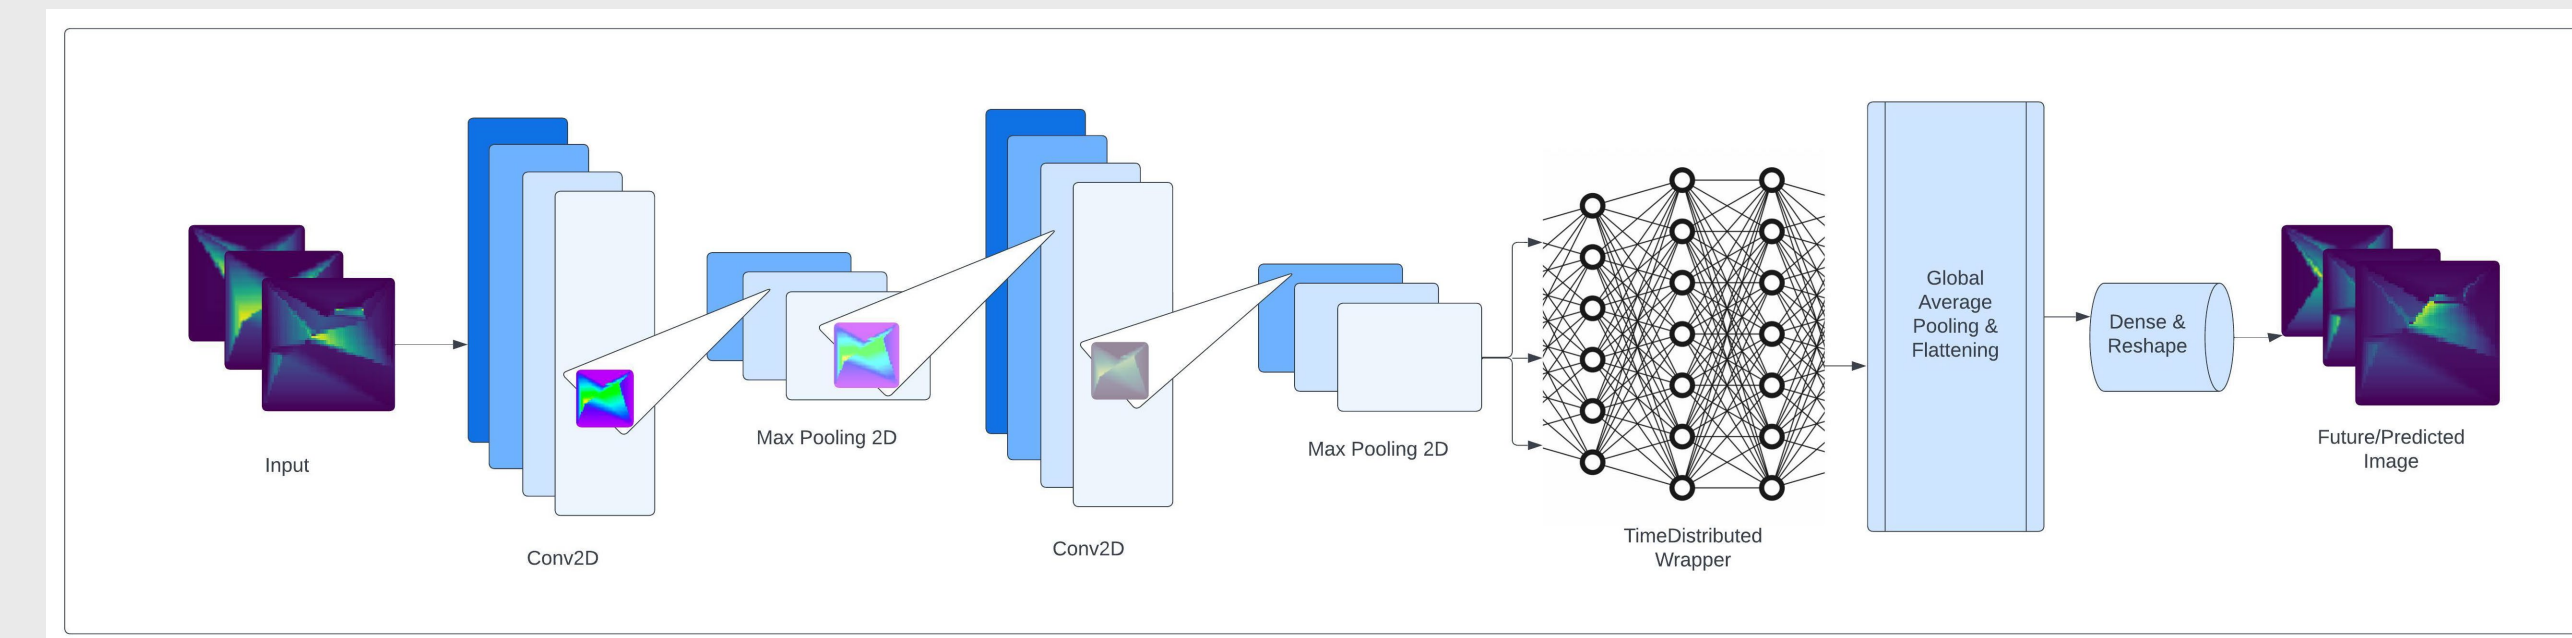 Input
Conv2D
Max Pooling 2D
Conv2D
Max Pooling 2D
TimeDistributed
Wrapper
Global
Average
Pooling &
Flattening
Dense &
Reshape
Future/Predicted
Image